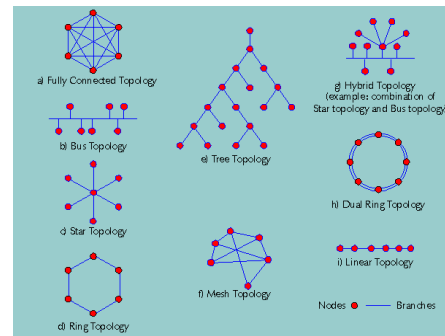 a) Fully Connected Topology
b) Bus Topology
c) Star Topology
d) Ring Topology
e) Tree Topology
f) Mesh Topology
g) Hybrid Topology
(example: combination of
Star topology and Bus topology)
h) Dual Ring Topology
i) Linear Topology
Nodes
Branches